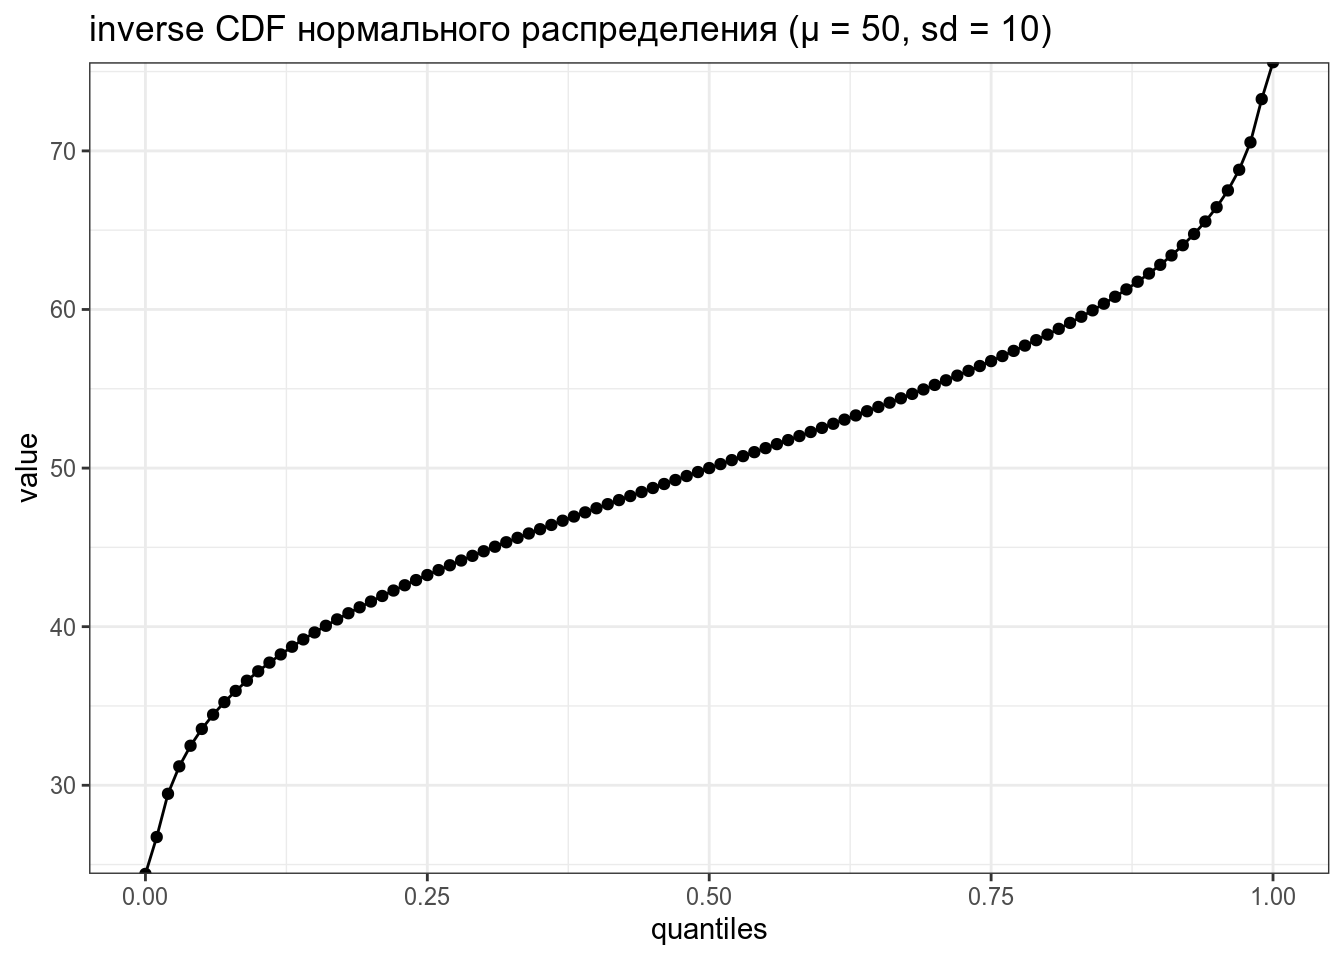 inverse CDF нормального распределения (μ = 50, sd = 10)
value
70
60
50
40
30
0.00 0.25 0.50 0.75 1.00
quantiles